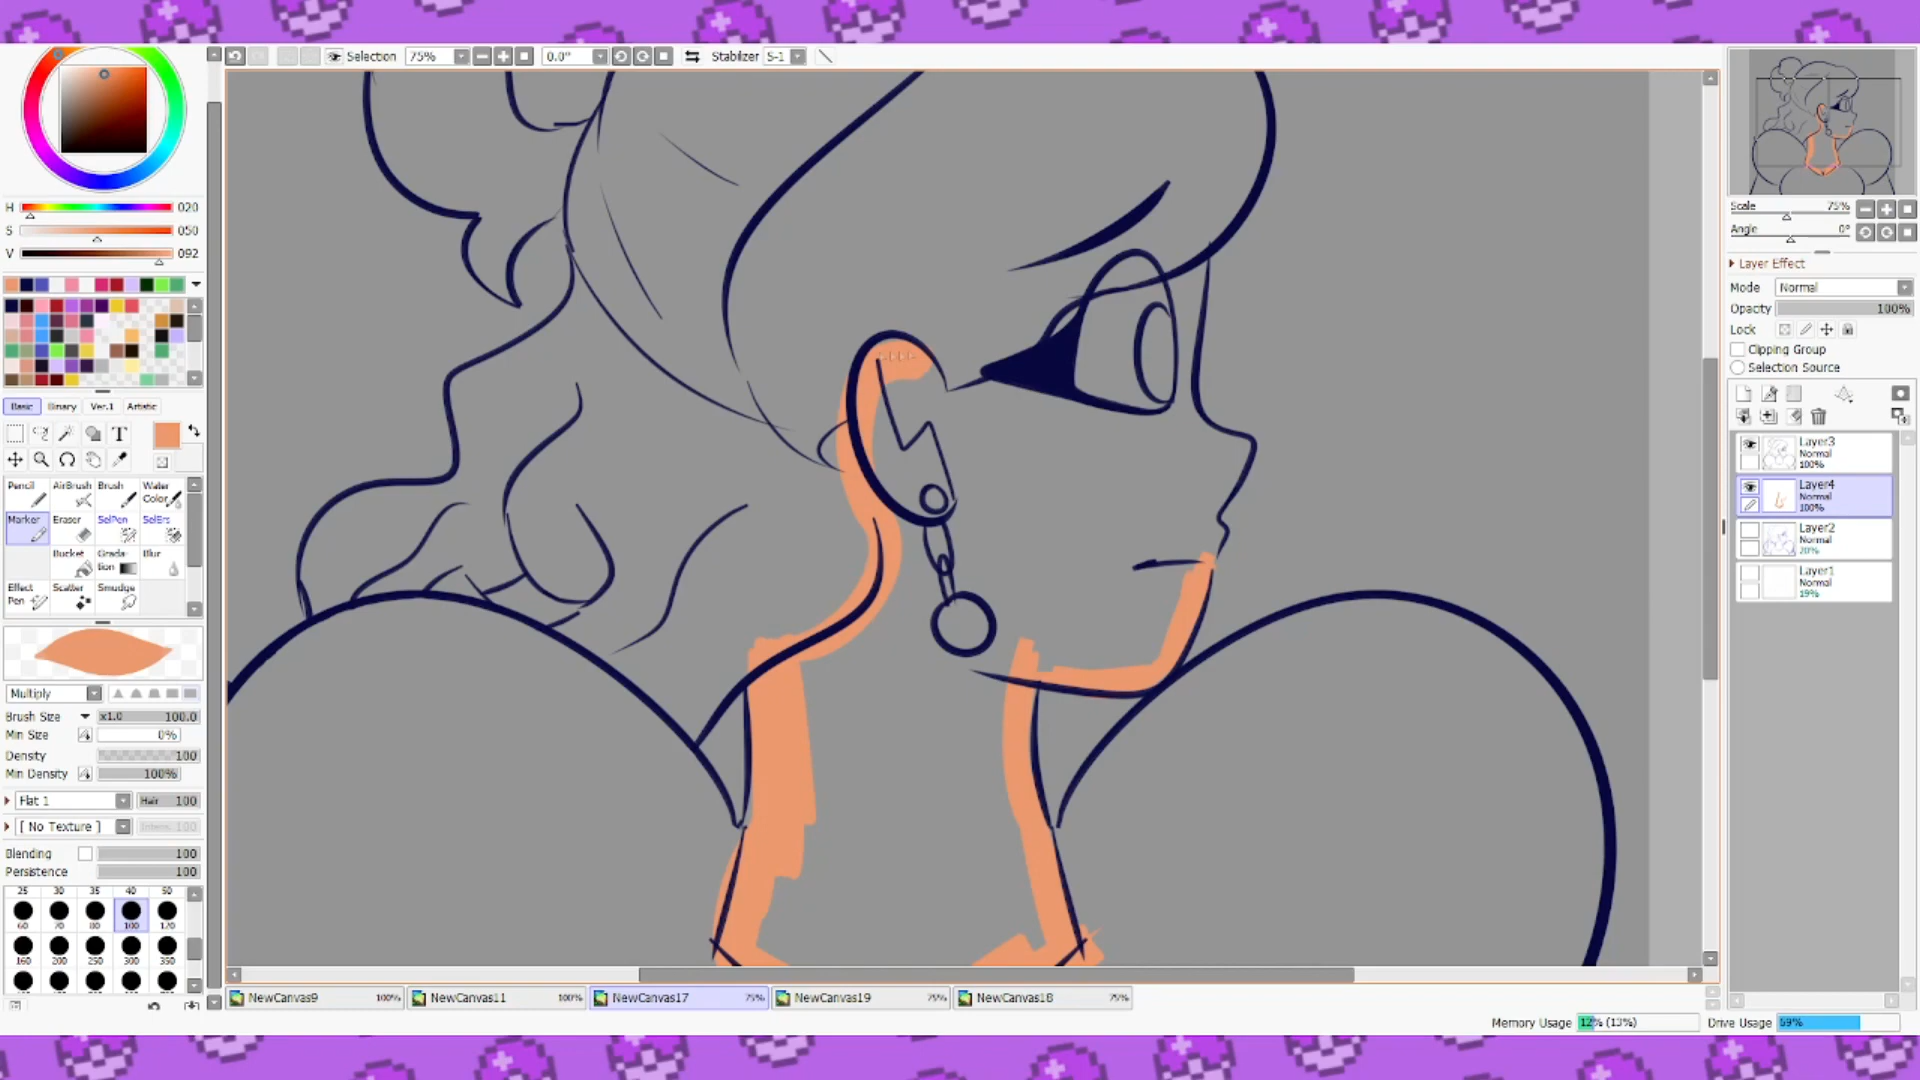 Selection 75% 0.0° Stabilizer S-1
H 020
S 050
V 092
Basic Binary Ver.1 Artistic
T
Pencil AirBrush Brush Water Color
Marker Eraser SelPen SelErs
Bucket Grada-tion Blur
Effect Pen Scatter Smudge
Multiply
Brush Size x1.0 100.0
Min Size 0%
Density 100
Min Density 100%
Flat 1 Hair 100
[ No Texture ] 100
Blending 100
Persistence 100
25 30 35 40 50
60 70 80 100 120
160 200 250 300 350
Scale 75%
Angle 0°
Layer Effect
Mode Normal
Opacity 100%
Lock
Clipping Group
Selection Source
Layer3
Normal
100%
Layer4
Normal
100%
Layer2
Normal
20%
Layer1
Normal
19%
NewCanvas9 100% NewCanvas11 100% NewCanvas17 75% NewCanvas19 75% NewCanvas18 75%
Memory Usage 12% (13%) Drive Usage 59%